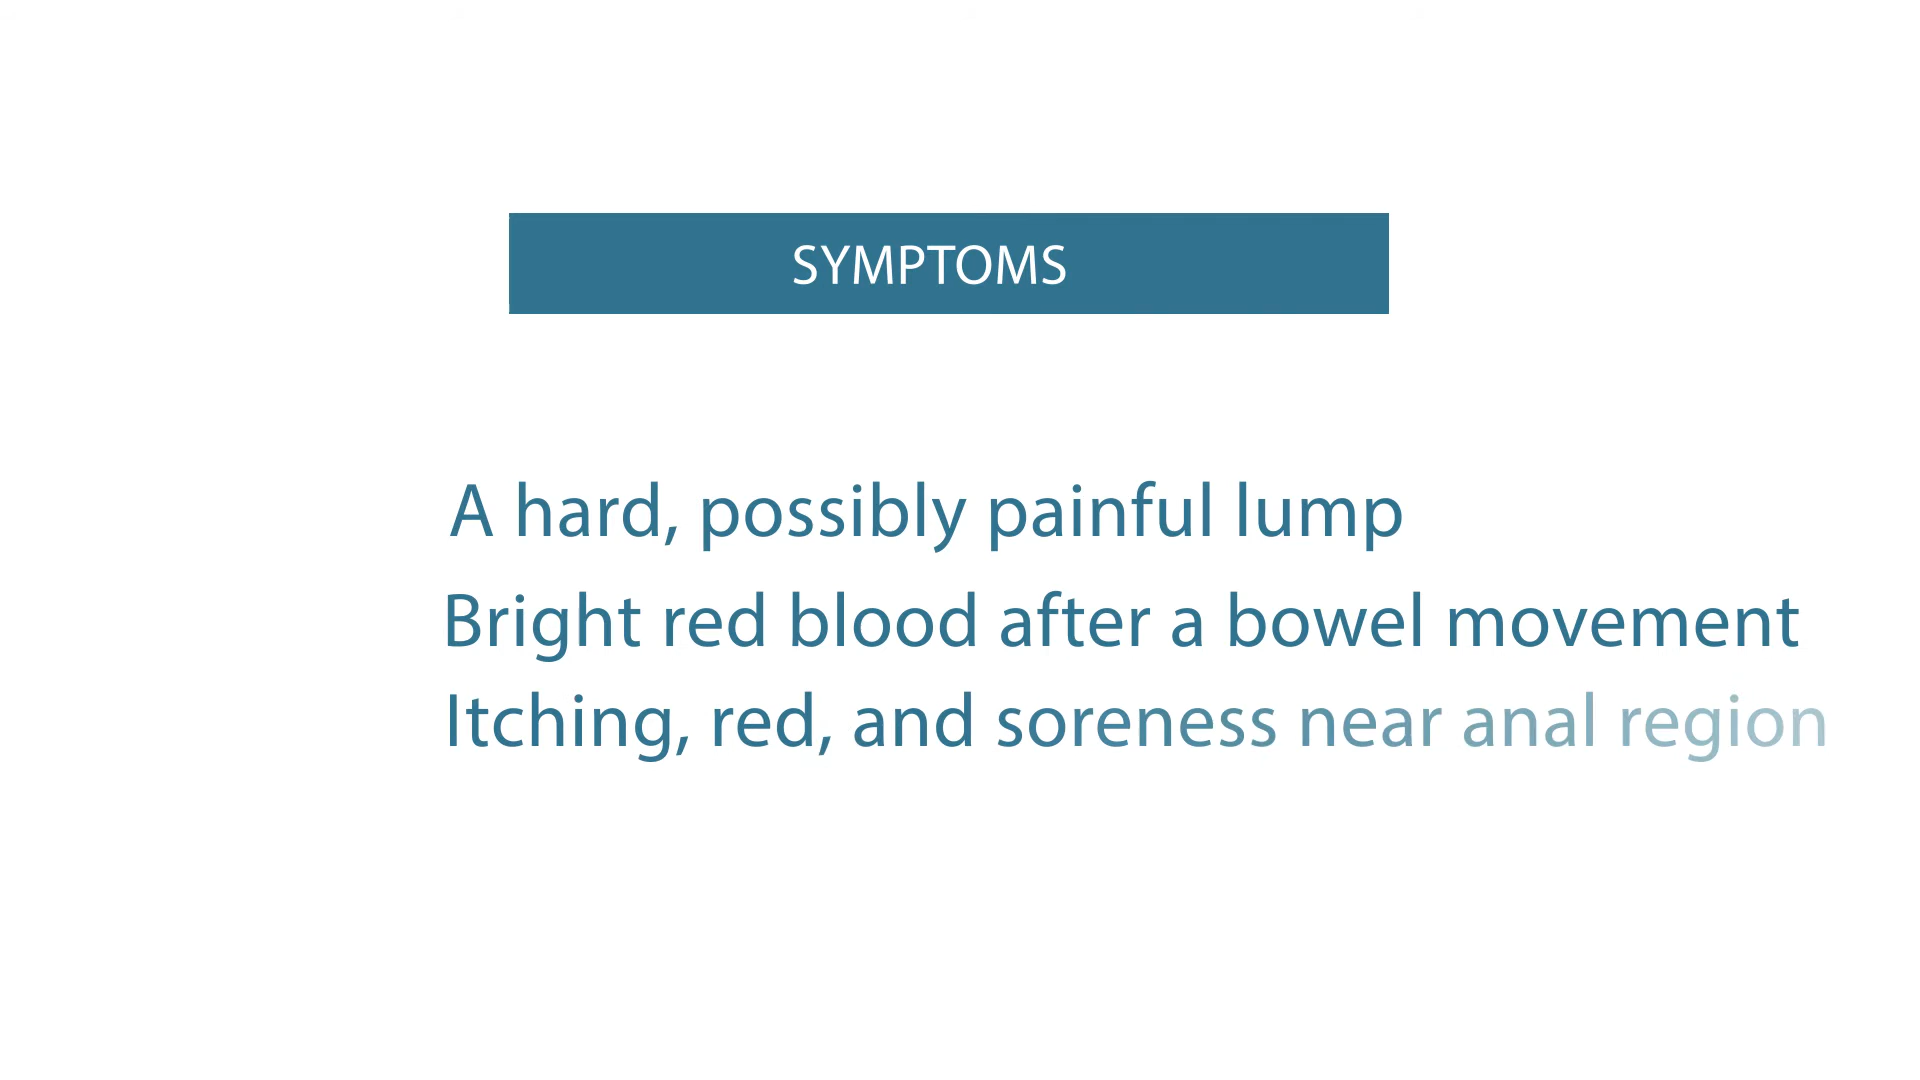 SYMPTOMS
A hard, possibly painful lump
Bright red blood after a bowel movement
Itching, red, and soreness near anal region